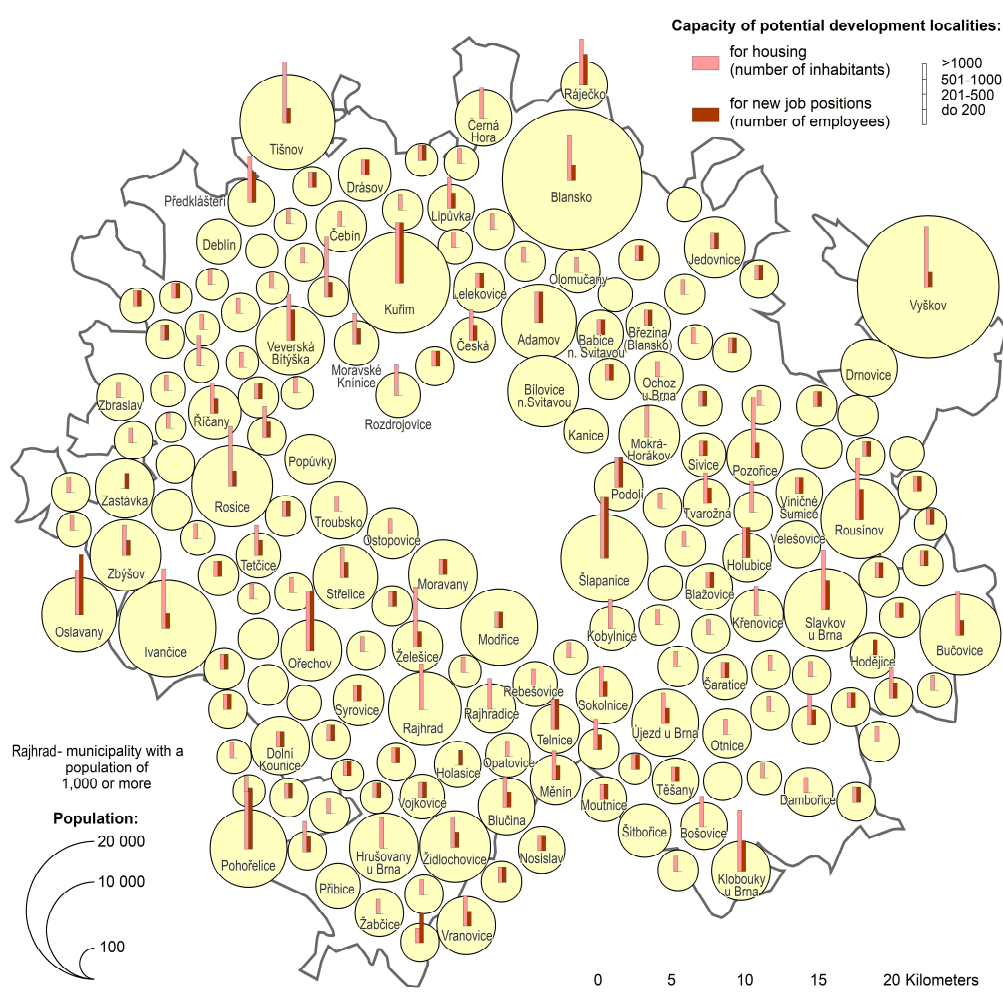 Capacity of potential development localities:
for housing
(number of inhabitants)
for new job positions
(number of employees)
>1000
501-1000
201-500
do 200
Ráječko
Černá
Hora
Tišnov
Blansko
Drásov
Předklášteří
Lipůvka
Deblín
Čebín
Jedovnice
Olomučany
Lelekovice
Kuřim
Vyškov
Adamov
Babice
n. Svitavou
Březina
(Blansko)
Česká
Veverská
Bítýška
Moravské
Knínice
Drnovice
Bílovice
n.Svitavou
Ochoz
u Brna
Zbraslav
Říčany
Rozdrojovice
Kanice
Mokrá-
Horákov
Popůvky
Sivice
Pozořice
Zastávka
Rosice
Podolí
Tvarožná
Viničné
Šumice
Troubsko
Rousínov
Ostopovice
Velešovice
Tetčice
Holubice
Zbýšov
Šlapanice
Střelice
Moravany
Blažovice
Oslavany
Křenovice
Slavkov
u Brna
Kobylnice
Modřice
Ivančice
Bučovice
Želešice
Ořechov
Hodějice
Šaratice
Rebešovice
Syrovice
Rajhradice
Sokolnice
Rajhrad
Újezd u Brna
Telnice
Otnice
Rajhrad- municipality with a
population of
1,000 or more
Dolní
Kounice
Holasice
Opatovice
Měnín
Těšany
Vojkovice
Moutnice
Dambořice
Population:
20 000
10 000
100
Blučina
Šitbořice
Bošovice
Pohořelice
Hrušovany
u Brna
Židlochovice
Nosislav
Klobouky
u Brna
Přibice
Žabčice
Vranovice
0 5 10 15 20 Kilometers